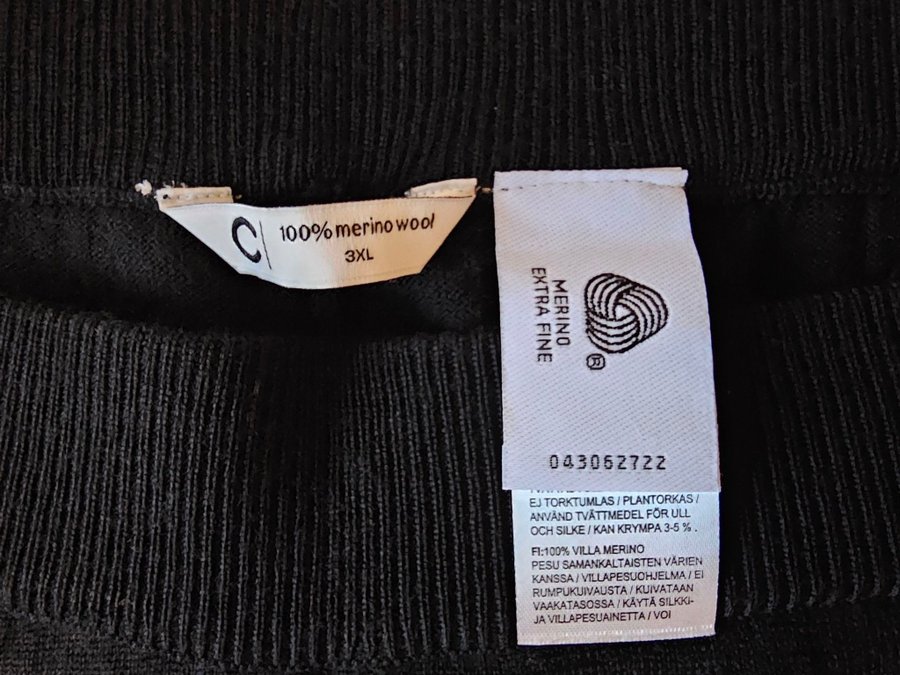 C
100% merino wool
3XL
MERINO
EXTRA FINE
®
043062722
EJ TORKTUMLAS / PLANTORKAS /
ANVÄND TVÄTTMEDEL FÖR ULL
OCH SILKE / KAN KRYMPA 3-5 % .
FI:100% VILLA MERINO
PESU SAMANKALTAISTEN VÄRIEN
KANSSA / VILLAPESUOHJELMA / EI
RUMPUKUIVAUSTA / KUIVATAAN
VAAKATASOSSA / KÄYTÄ SILKKI-
JA VILLAPESUAINETTA / VOI